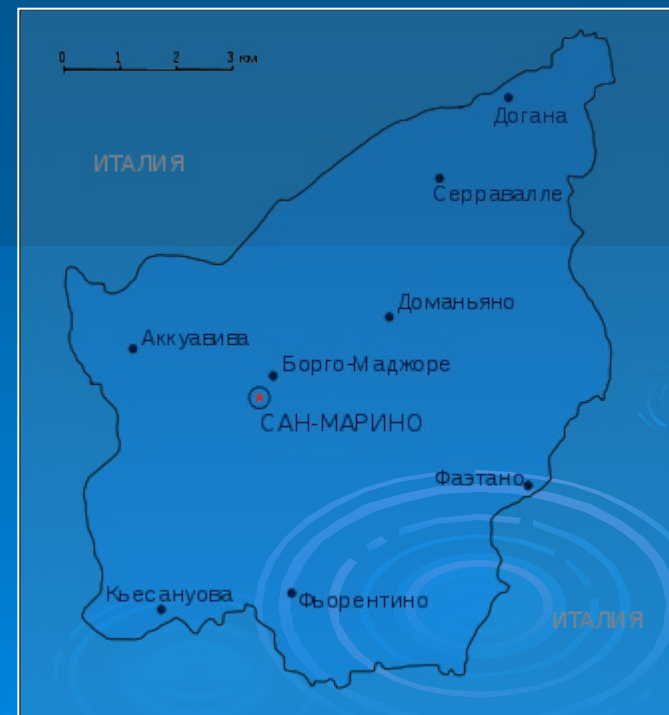 0 1 2 3 км
Догана
ИТАЛИЯ
Серравалле
Доманьяно
Аккуавива
Борго-Маджоре
САН-МАРИНО
Фаэтано
Кьесануова
Фьорентино
ИТАЛИЯ